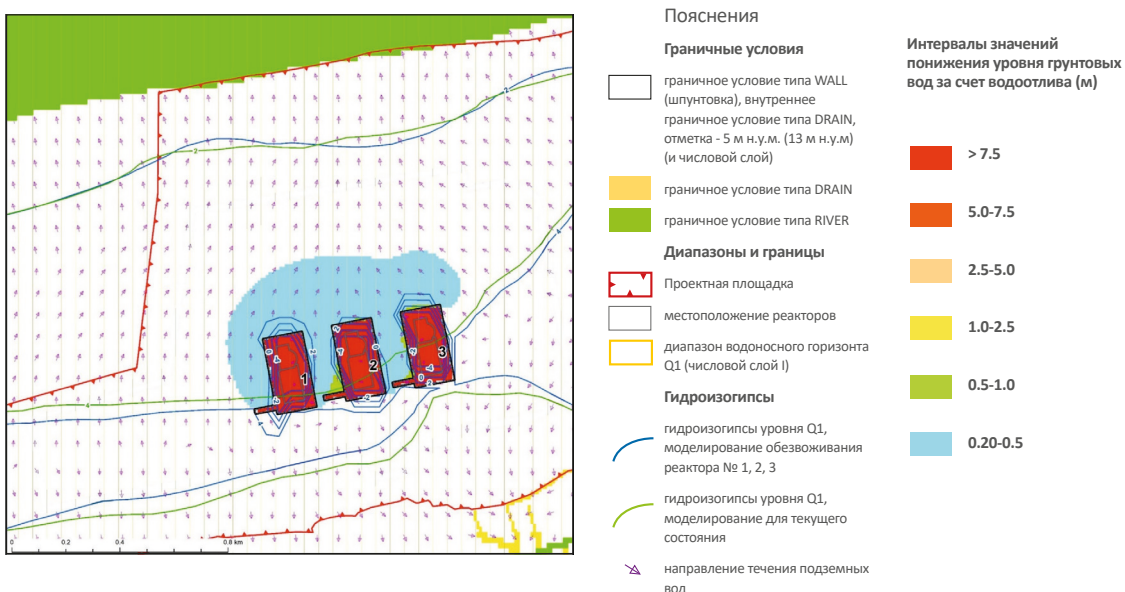 Пояснения
Граничные условия
граничное условие типа WALL
(шпунтовка), внутреннее
граничное условие типа DRAIN,
отметка - 5 м н.у.м. (13 м н.у.м)
(и числовой слой)
граничное условие типа DRAIN
граничное условие типа RIVER
Диапазоны и границы
Проектная площадка
местоположение реакторов
диапазон водоносного горизонта
Q1 (числовой слой I)
Гидроизогипсы
гидроизогипсы уровня Q1,
моделирование обезвоживания
реактора № 1, 2, 3
гидроизогипсы уровня Q1,
моделирование для текущего
состояния
направление течения подземных
вод
Интервалы значений
понижения уровня грунтовых
вод за счет водоотлива (м)
> 7.5
5.0-7.5
2.5-5.0
1.0-2.5
0.5-1.0
0.20-0.5
1
2
3
0
0.2
0.4
0.8 km